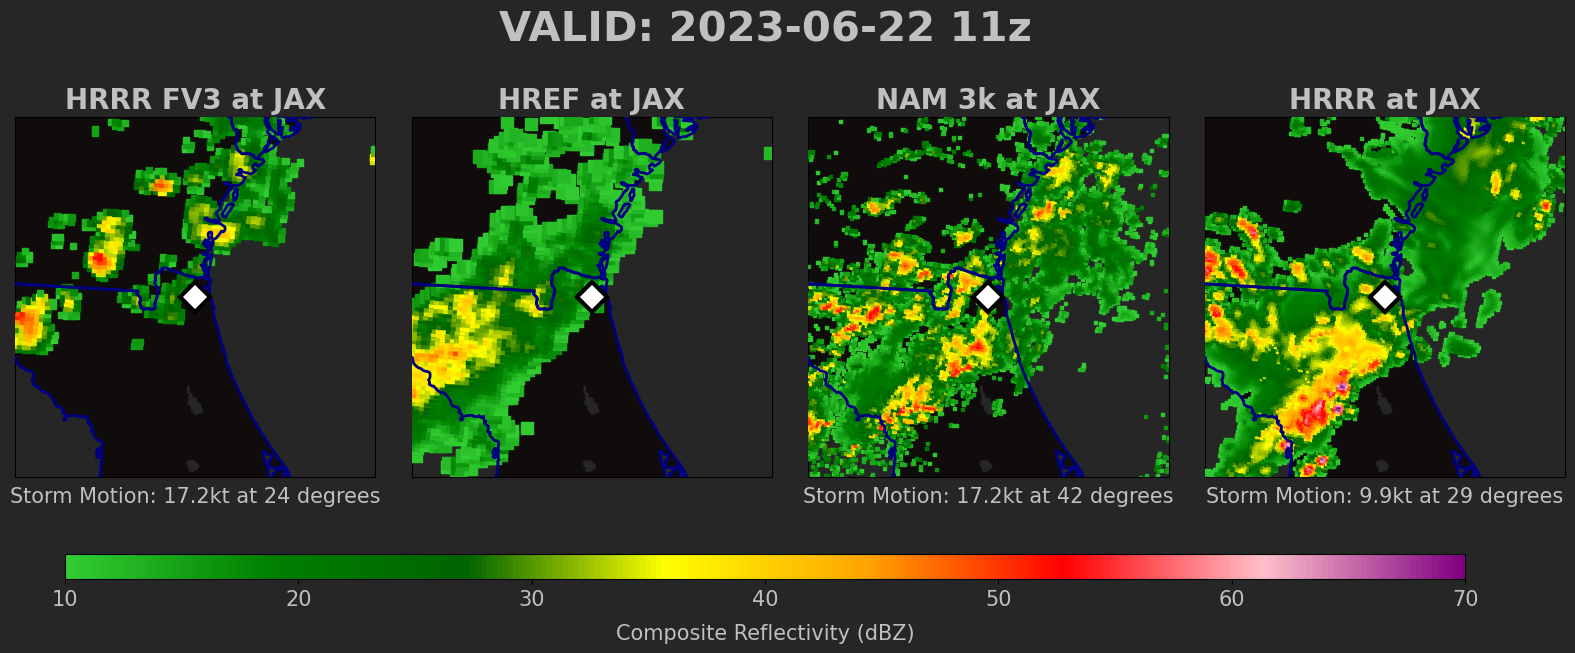 VALID: 2023-06-22 11z
HRRR FV3 at JAX
HREF at JAX
NAM 3k at JAX
HRRR at JAX
Storm Motion: 17.2kt at 24 degrees
Storm Motion: 17.2kt at 42 degrees
Storm Motion: 9.9kt at 29 degrees
10 20 30 40 50 60 70
Composite Reflectivity (dBZ)